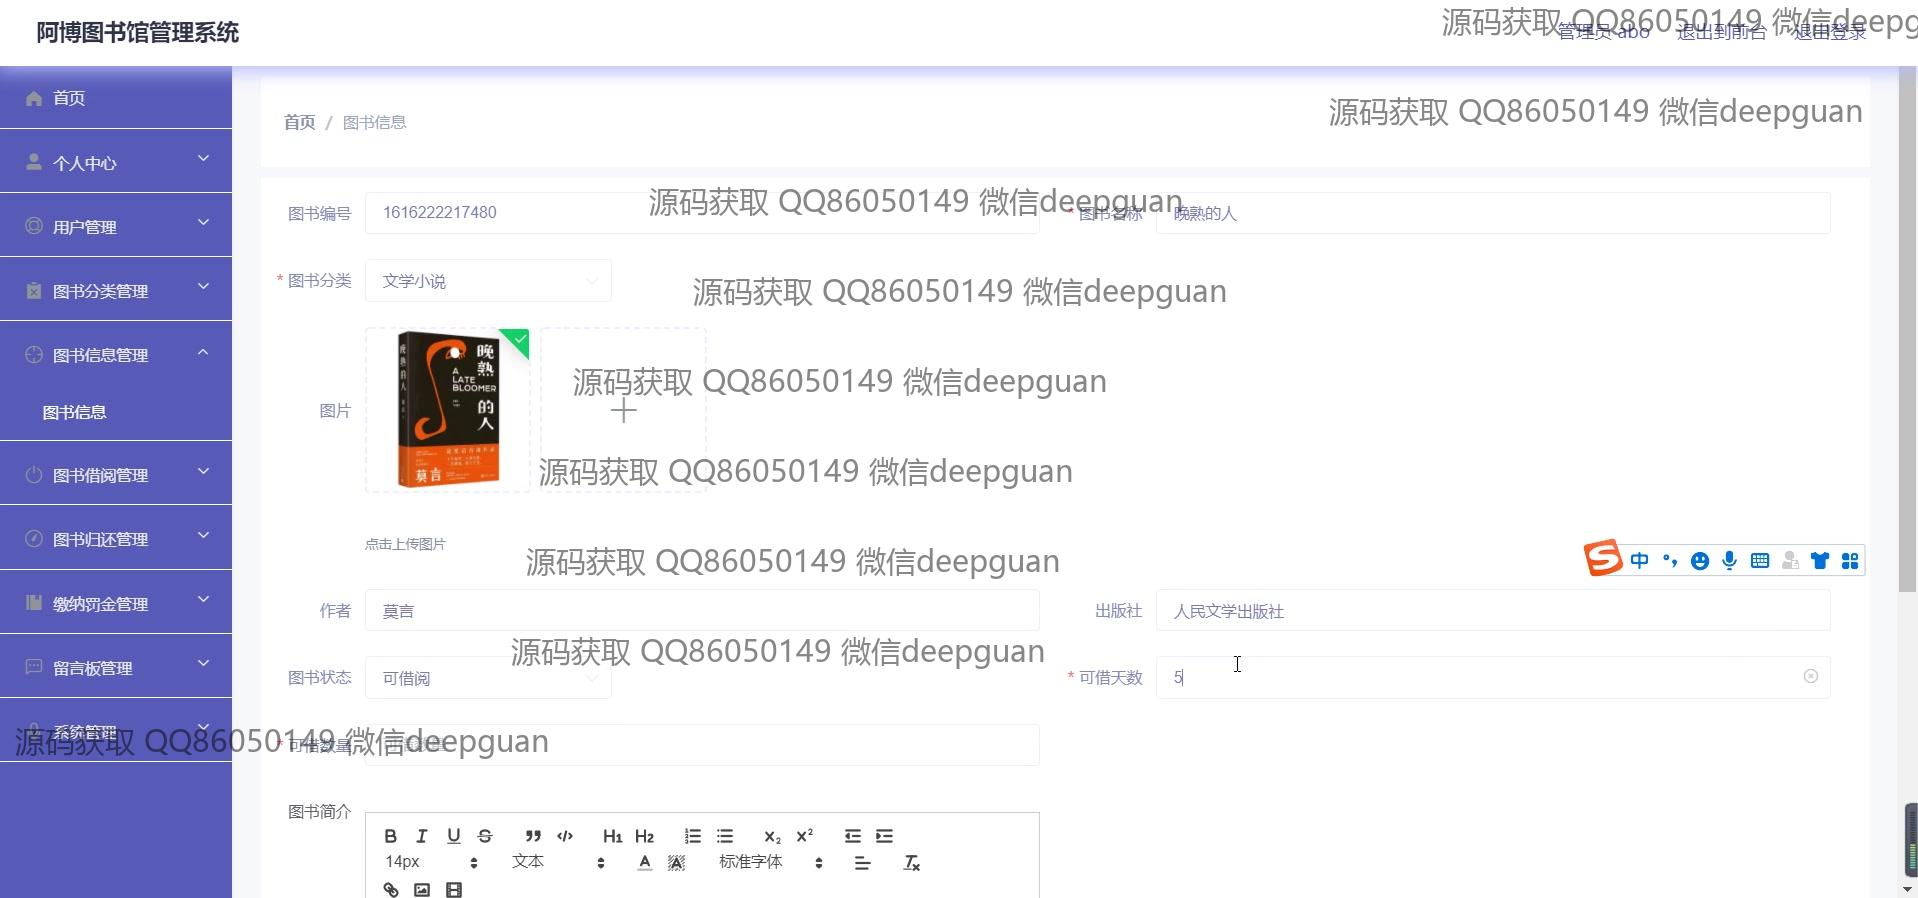 阿博图书馆管理系统
管理员 abo 退出到前台 退出登录
源码获取 QQ86050149 微信deepg
首页
首页 / 图书信息
源码获取 QQ86050149 微信deepguan
个人中心
用户管理
图书编号 1616222217480
* 图书名称 晚熟的人
源码获取 QQ86050149 微信deepguan
图书分类管理
* 图书分类 文学小说
源码获取 QQ86050149 微信deepguan
图书信息管理
图书信息
图片
晚熟的人
A LATE BLOOMER
晚熟的人
莫言
源码获取 QQ86050149 微信deepguan
图书借阅管理
源码获取 QQ86050149 微信deepguan
图书归还管理
点击上传图片
源码获取 QQ86050149 微信deepguan
中
缴纳罚金管理
作者 莫言
出版社 人民文学出版社
源码获取 QQ86050149 微信deepguan
留言板管理
图书状态 可借阅
* 可借天数 5
系统管理
* 可借数量
源码获取 QQ86050149 微信deepguan
图书简介
B I U S H1 H2 X2 X2
14px 文本 A A 标准字体 Tx